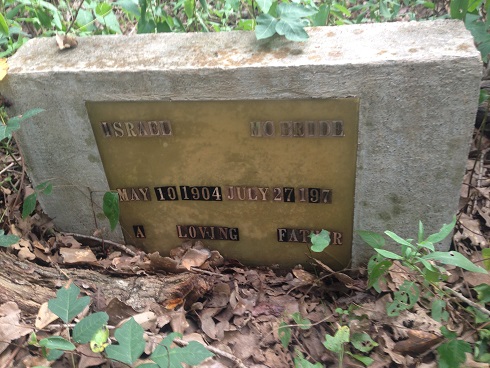 ISRAEL
MAY 10 1904 JULY 27 197
A LOVING FATHER